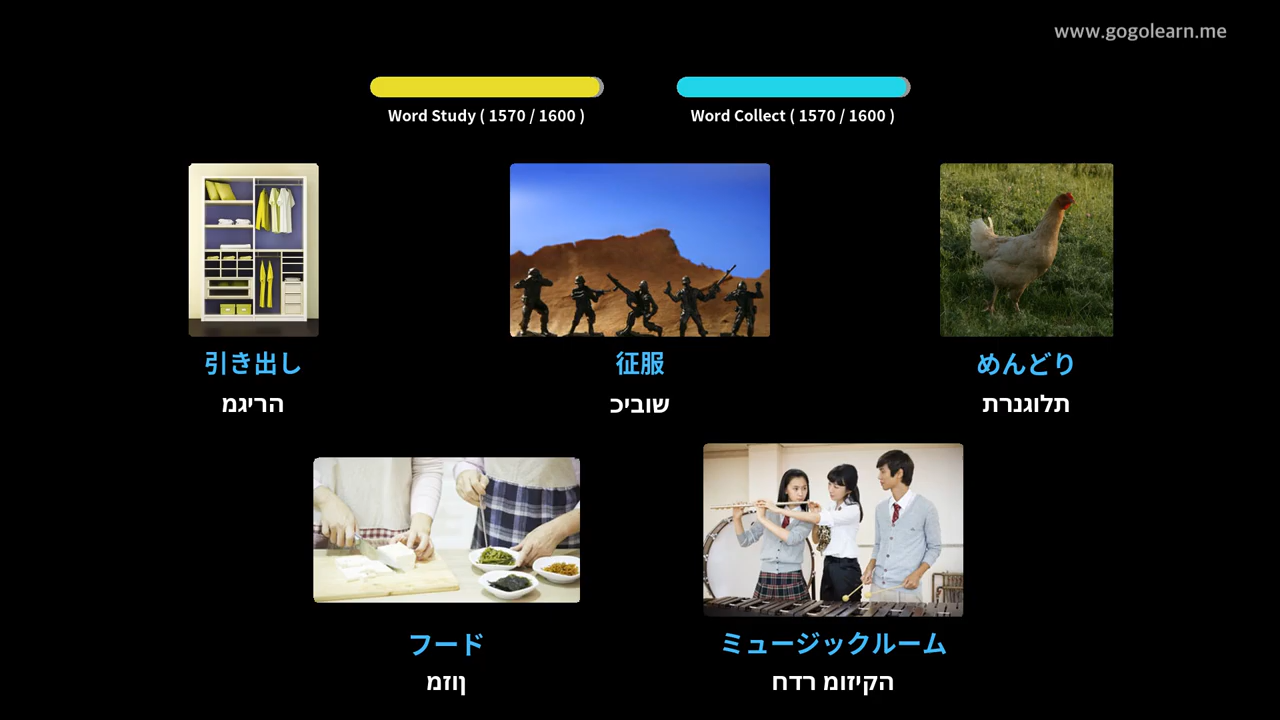 www.gogolearn.me
Word Study ( 1570 / 1600 )
Word Collect ( 1570 / 1600 )
引き出し
征服
めんどり
מגירה
כיבוש
תרנגולת
フード
ミュージックルーム
מזון
חדר מוזיקה